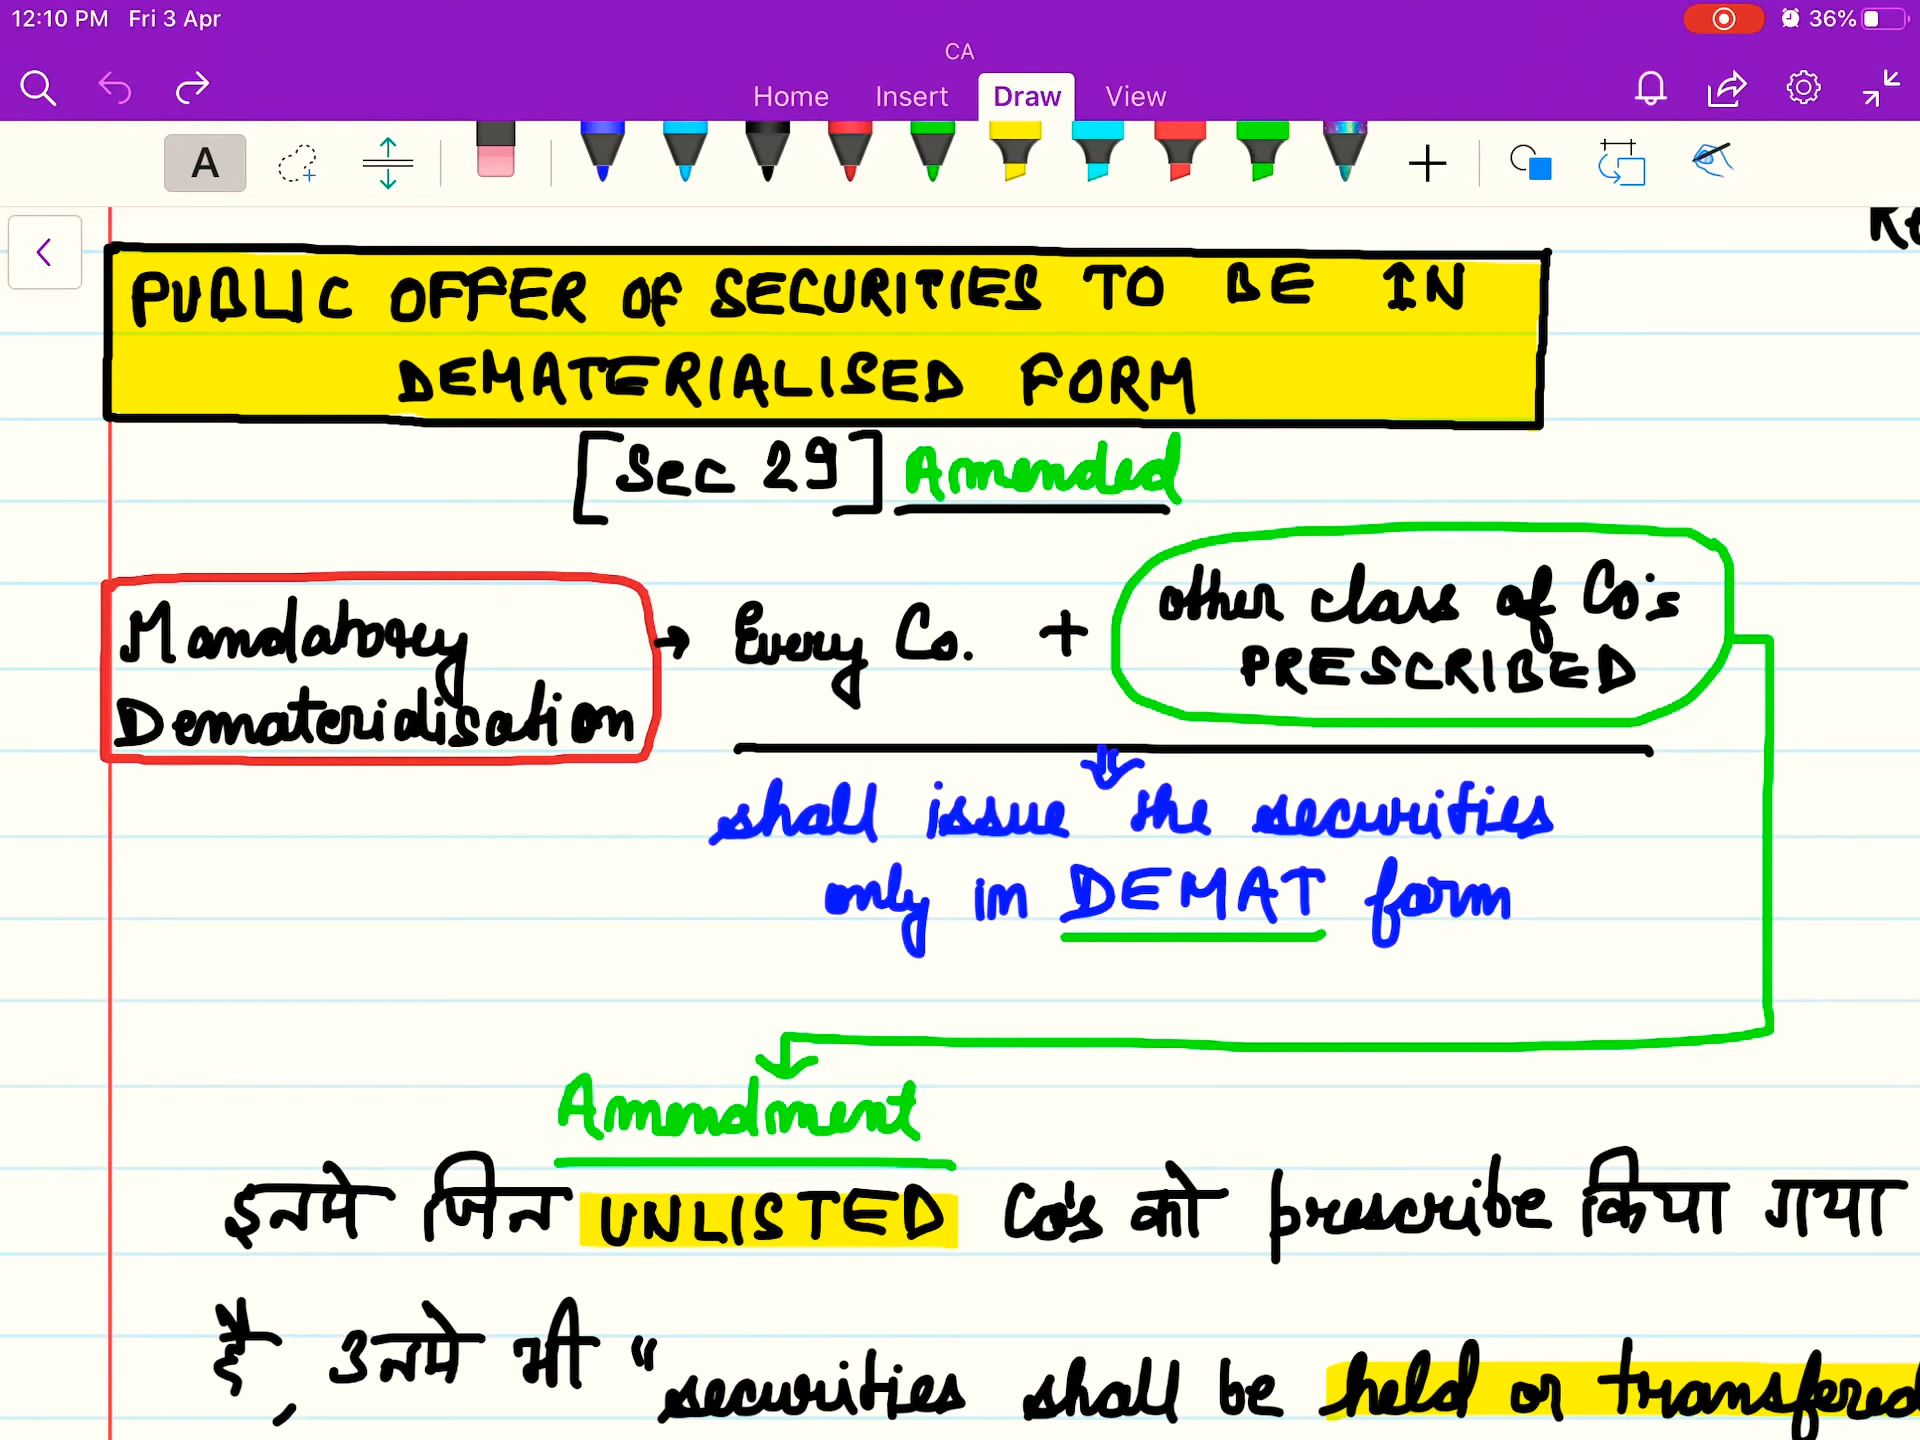 12:10 PM Fri 3 Apr
36%
CA
Home Insert Draw View
A
PUBLIC OFFER OF SECURITIES TO BE IN
DEMATERIALISED FORM
[Sec 29] Amended
Mandatory
Dematerialisation
→ Every Co. +
other class of Co's
PRESCRIBED
shall issue the securities
only in DEMAT form
Amendment
इनमे जिन UNLISTED Co's को prescribe किया गया
है, उनमे भी "securities shall be held or transfered